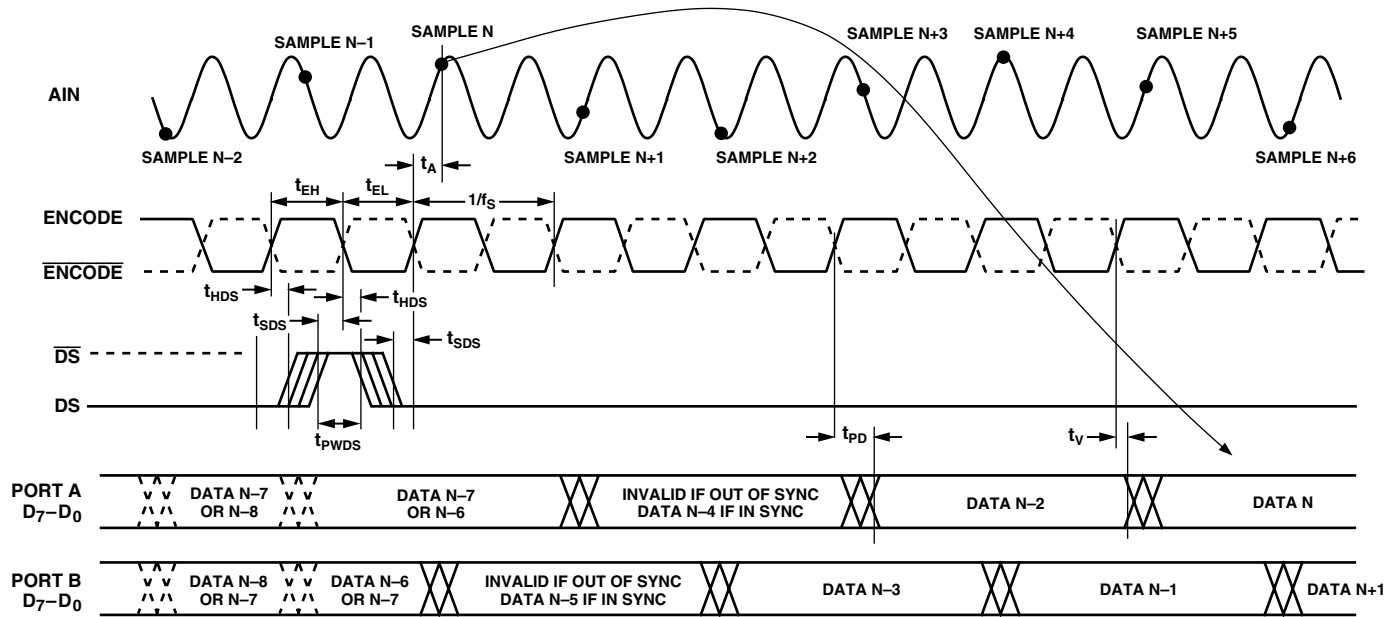 SAMPLE N
SAMPLE N–1
SAMPLE N+3
SAMPLE N+4
SAMPLE N+5
AIN
SAMPLE N–2
SAMPLE N+1
SAMPLE N+2
SAMPLE N+6
tA
tEH
tEL
1/fS
ENCODE
ENCODE
tHDS
tHDS
tSDS
tSDS
DS
DS
tPWDS
tPD
tV
PORT A
D7–D0
DATA N–7
OR N–8
DATA N–7
OR N–6
INVALID IF OUT OF SYNC
DATA N–4 IF IN SYNC
DATA N–2
DATA N
PORT B
D7–D0
DATA N–8
OR N–7
DATA N–6
OR N–7
INVALID IF OUT OF SYNC
DATA N–5 IF IN SYNC
DATA N–3
DATA N–1
DATA N+1